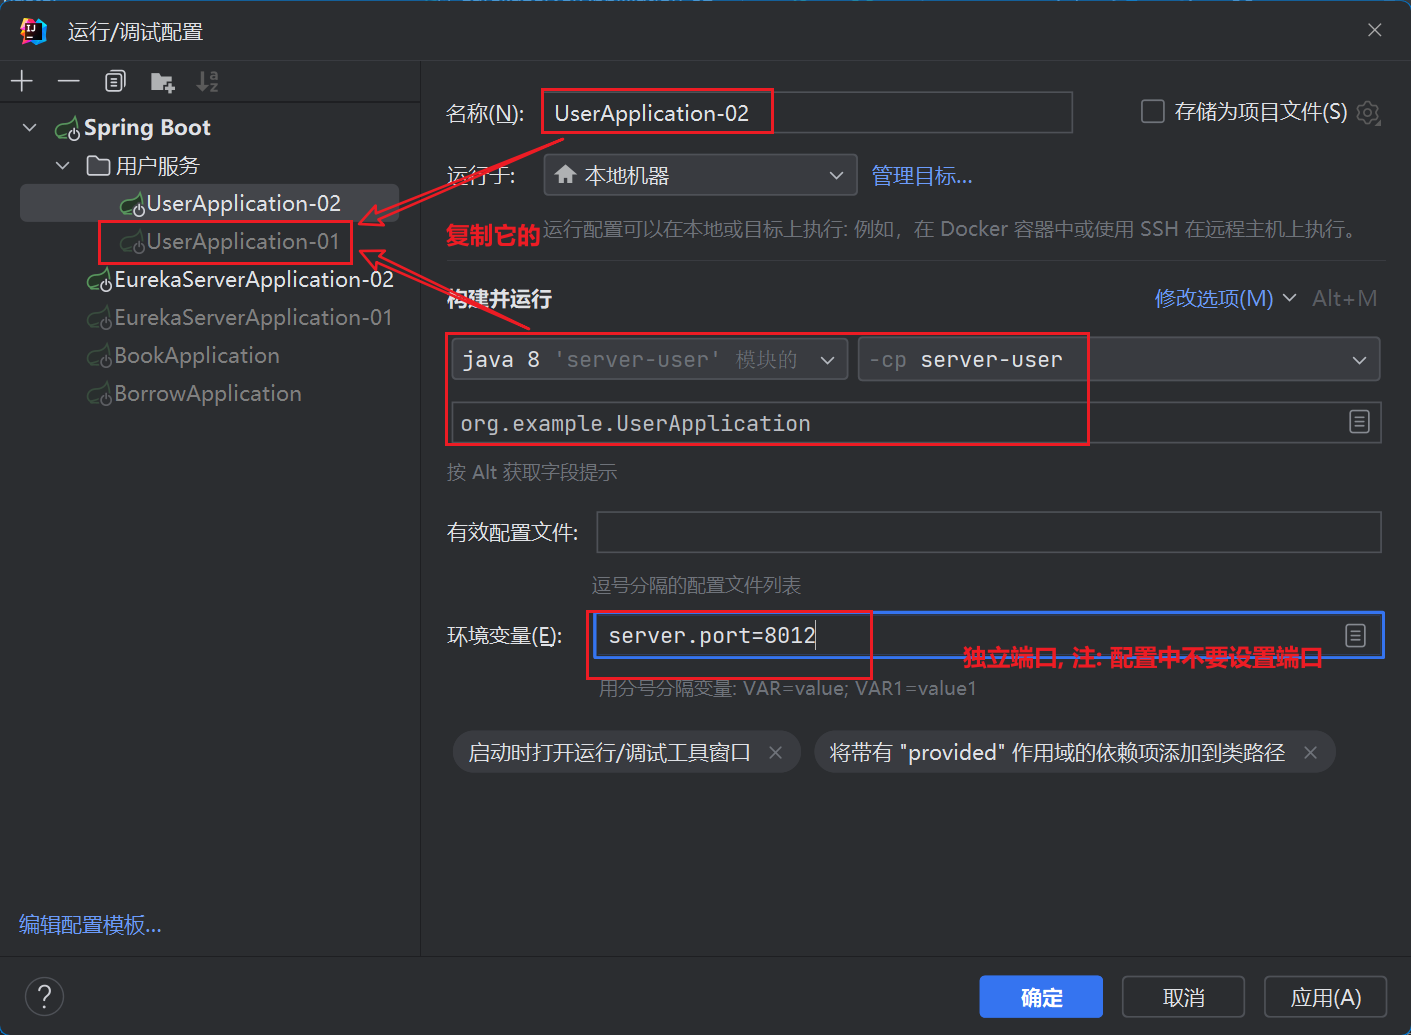 运行/调试配置
Spring Boot
用户服务
UserApplication-02
UserApplication-01
EurekaServerApplication-02
EurekaServerApplication-01
BookApplication
BorrowApplication
编辑配置模板...
名称(N):
UserApplication-02
存储为项目文件(S)
运行于:
本地机器
管理目标...
复制它的
运行配置可以在本地或目标上执行: 例如，在 Docker 容器中或使用 SSH 在远程主机上执行。
构建并运行
修改选项(M)
Alt+M
java 8 'server-user' 模块的
-cp server-user
org.example.UserApplication
按 Alt 获取字段提示
有效配置文件:
逗号分隔的配置文件列表
环境变量(E):
server.port=8012
独立端口, 注: 配置中不要设置端口
用分号分隔变量: VAR=value; VAR1=value1
启动时打开运行/调试工具窗口
将带有 "provided" 作用域的依赖项添加到类路径
?
确定
取消
应用(A)